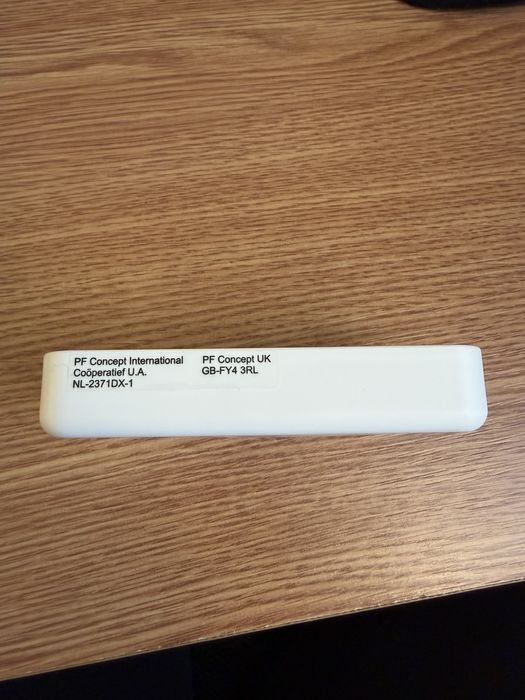 PF Concept International
Coöperatief U.A.
NL-2371DX-1
PF Concept UK
GB-FY4 3RL